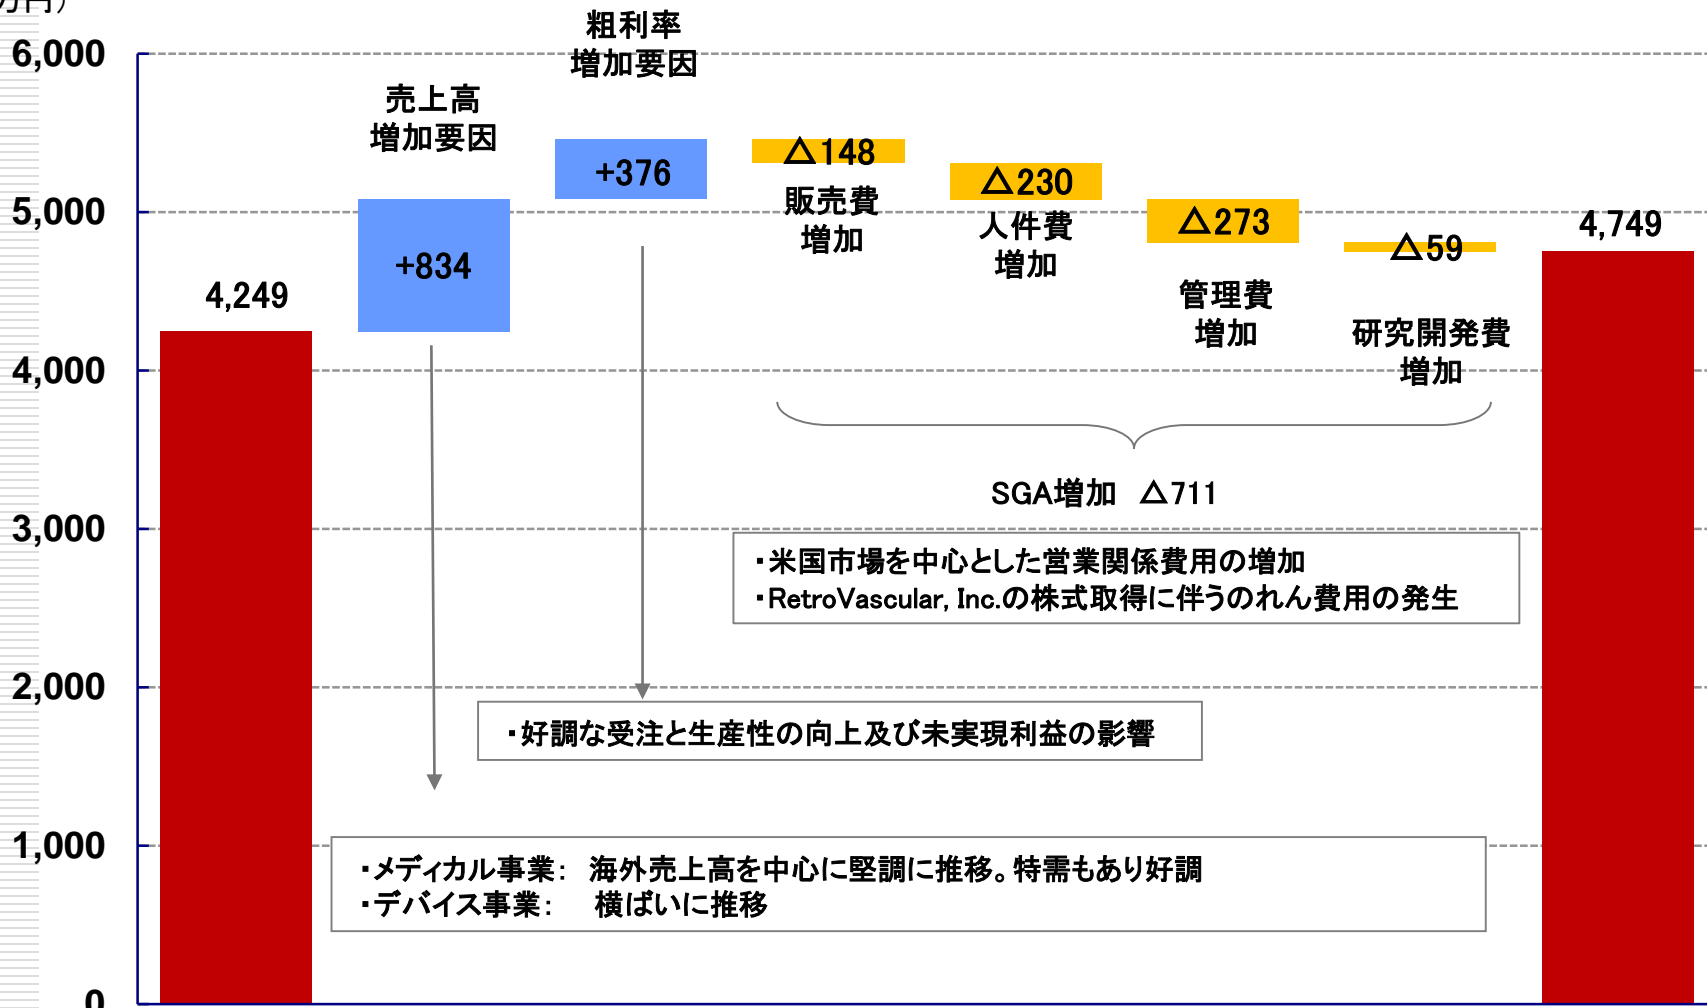 万円）
粗利率
増加要因
売上高
増加要因
6,000
5,000
4,000
3,000
2,000
1,000
0
4,249
+834
+376
△148
販売費
増加
△230
人件費
増加
△273
管理費
増加
△59
研究開発費
増加
4,749
SGA増加　△711
・米国市場を中心とした営業関係費用の増加
・RetroVascular, Inc.の株式取得に伴うのれん費用の発生
・好調な受注と生産性の向上及び未実現利益の影響
・メディカル事業：　海外売上高を中心に堅調に推移。特需もあり好調
・デバイス事業：　横ばいに推移